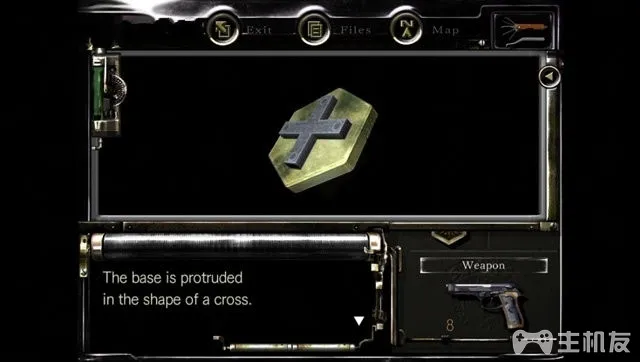 Exit
Files
N
A
Map
Weapon
The base is protruded
in the shape of a cross.
8
主机友